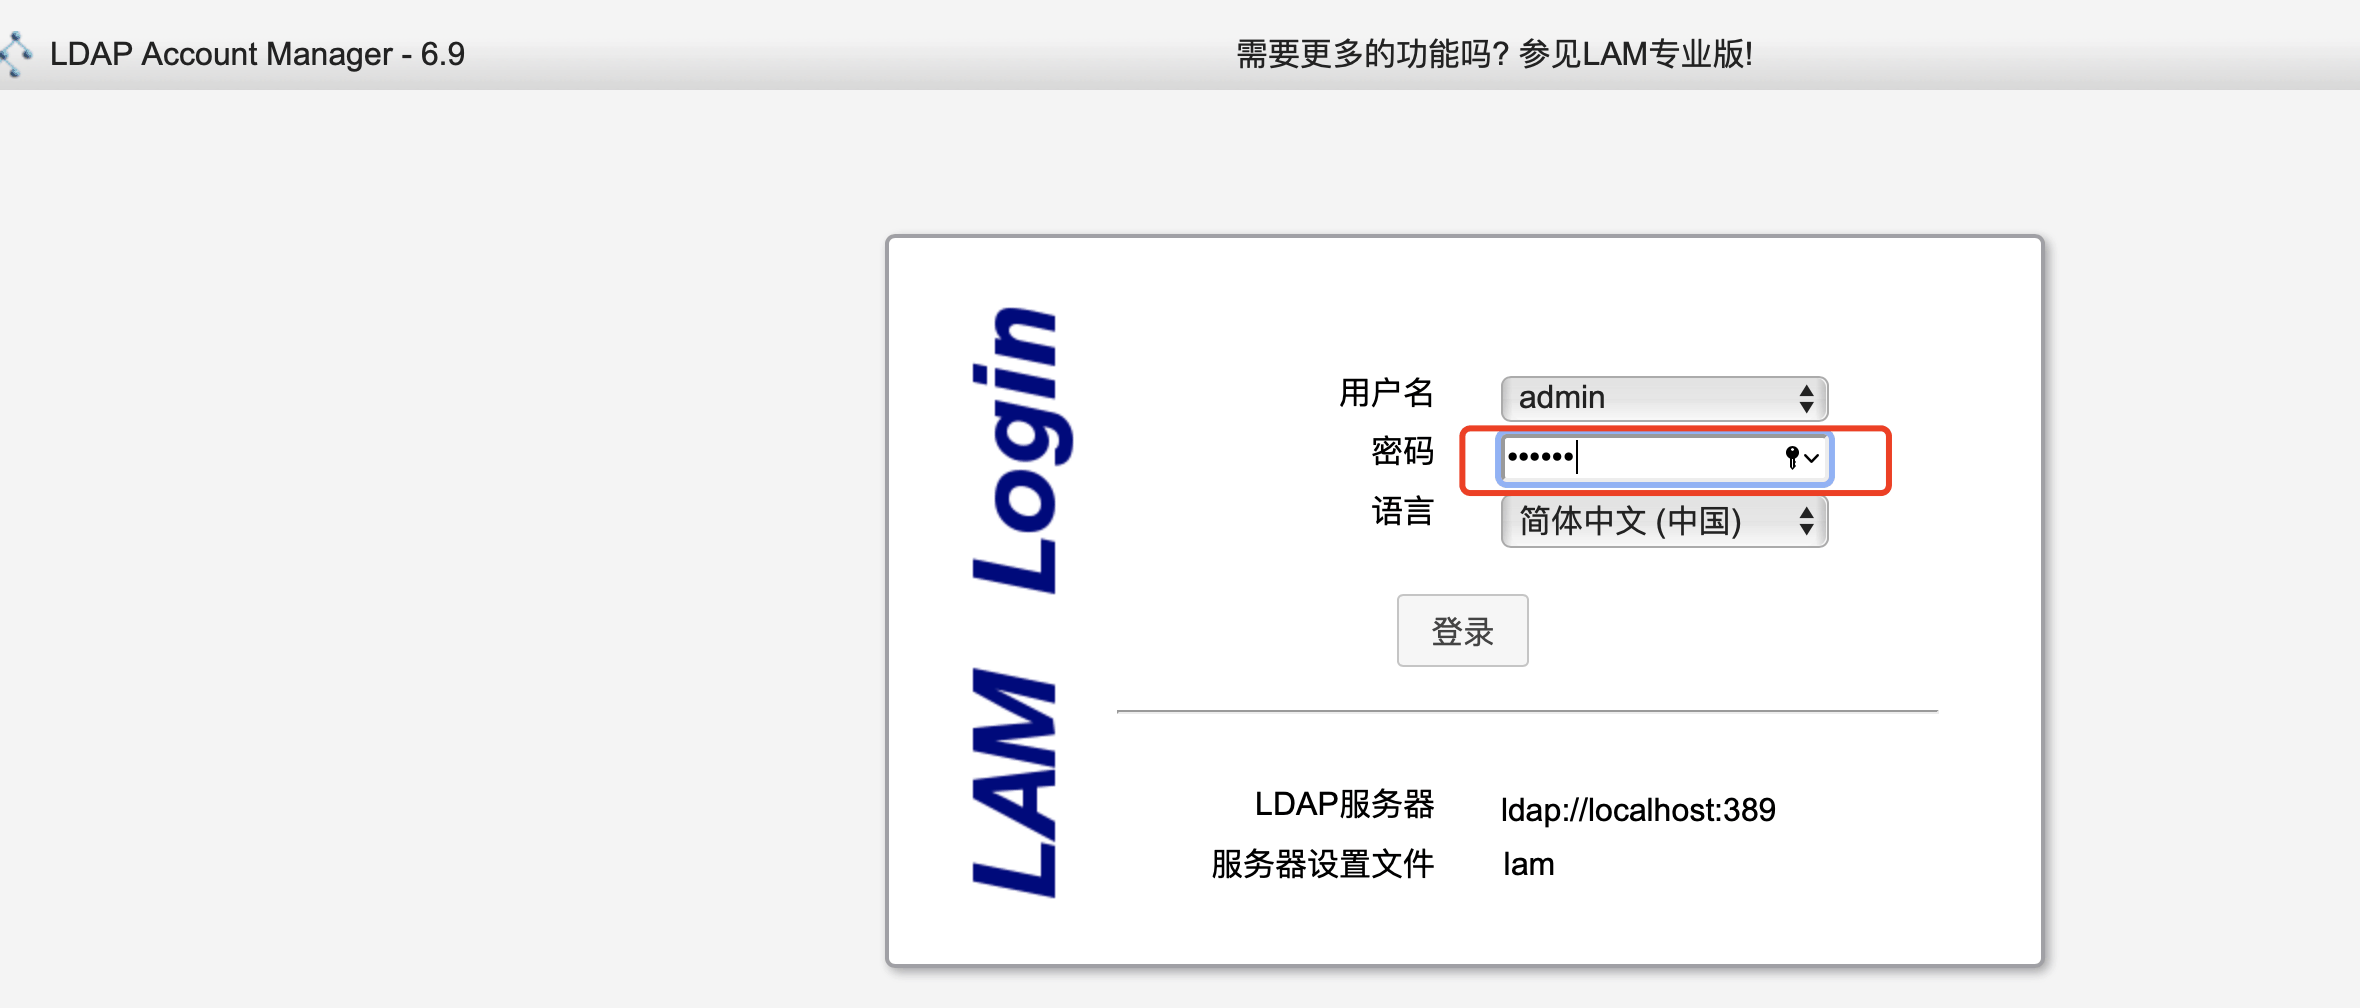 LDAP Account Manager - 6.9
需要更多的功能吗? 参见LAM专业版!
LAM Login
用户名 admin
密码 ••••••
语言 简体中文 (中国)
登录
LDAP服务器 ldap://localhost:389
服务器设置文件 lam